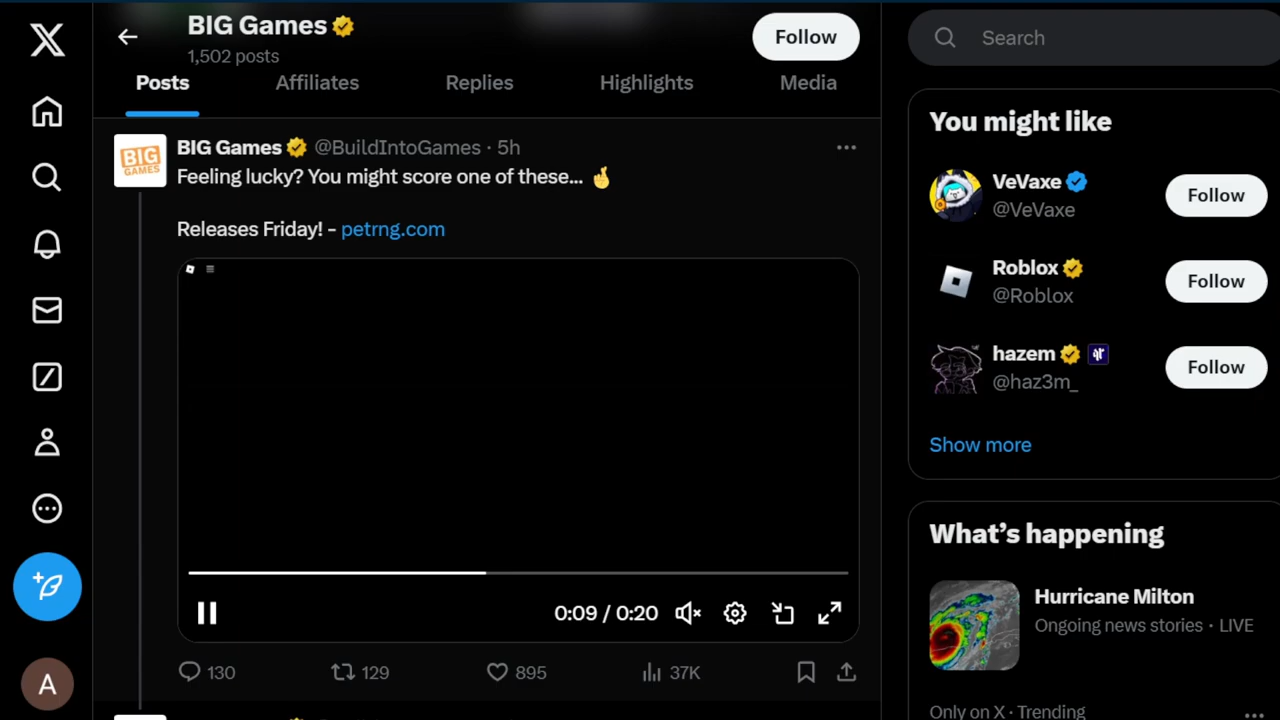 BIG Games
1,502 posts
Follow
Posts
Affiliates
Replies
Highlights
Media
BIG
GAMES
BIG Games @BuildIntoGames · 5h
Feeling lucky? You might score one of these... 🤞
Releases Friday! - petrng.com
0:09 / 0:20
130
129
895
37K
A
Search
You might like
VeVaxe
@VeVaxe
Follow
Roblox
@Roblox
Follow
hazem
@haz3m_
Follow
Show more
What's happening
Hurricane Milton
Ongoing news stories · LIVE
Only on X · Trending